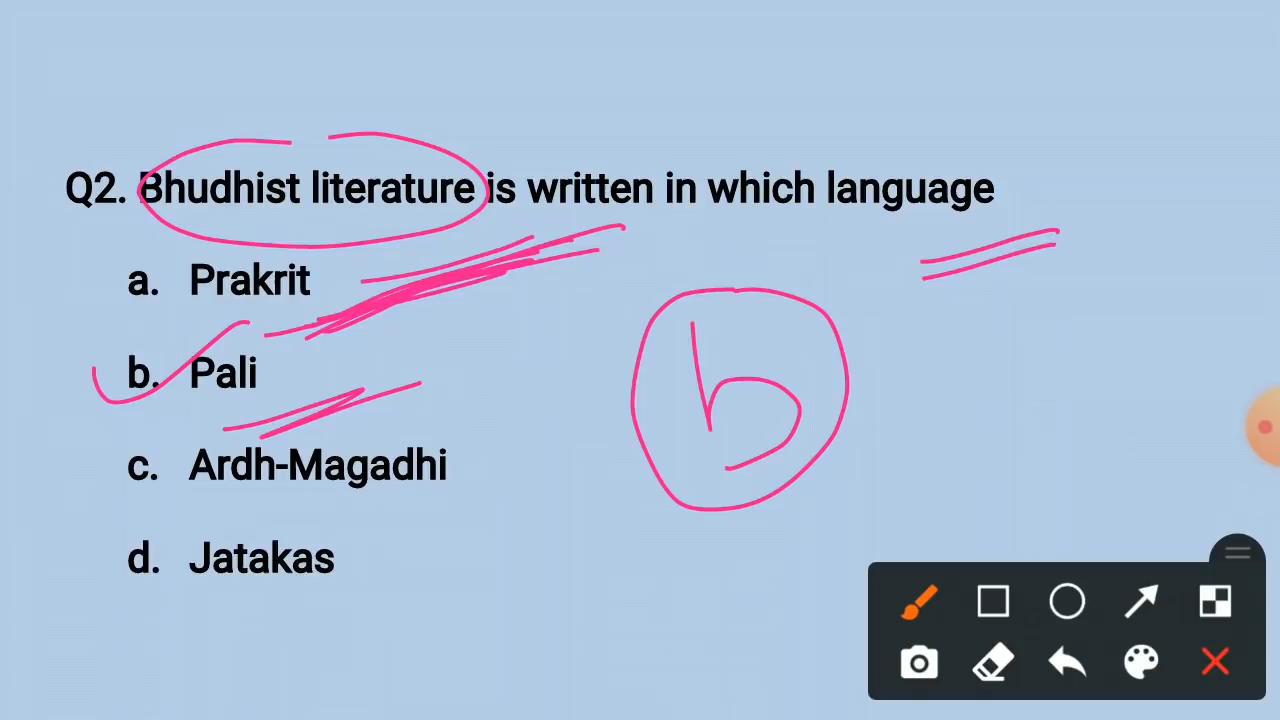 Q2. Bhudhist literature is written in which language
a. Prakrit
b. Pali
b
c. Ardh-Magadhi
d. Jatakas